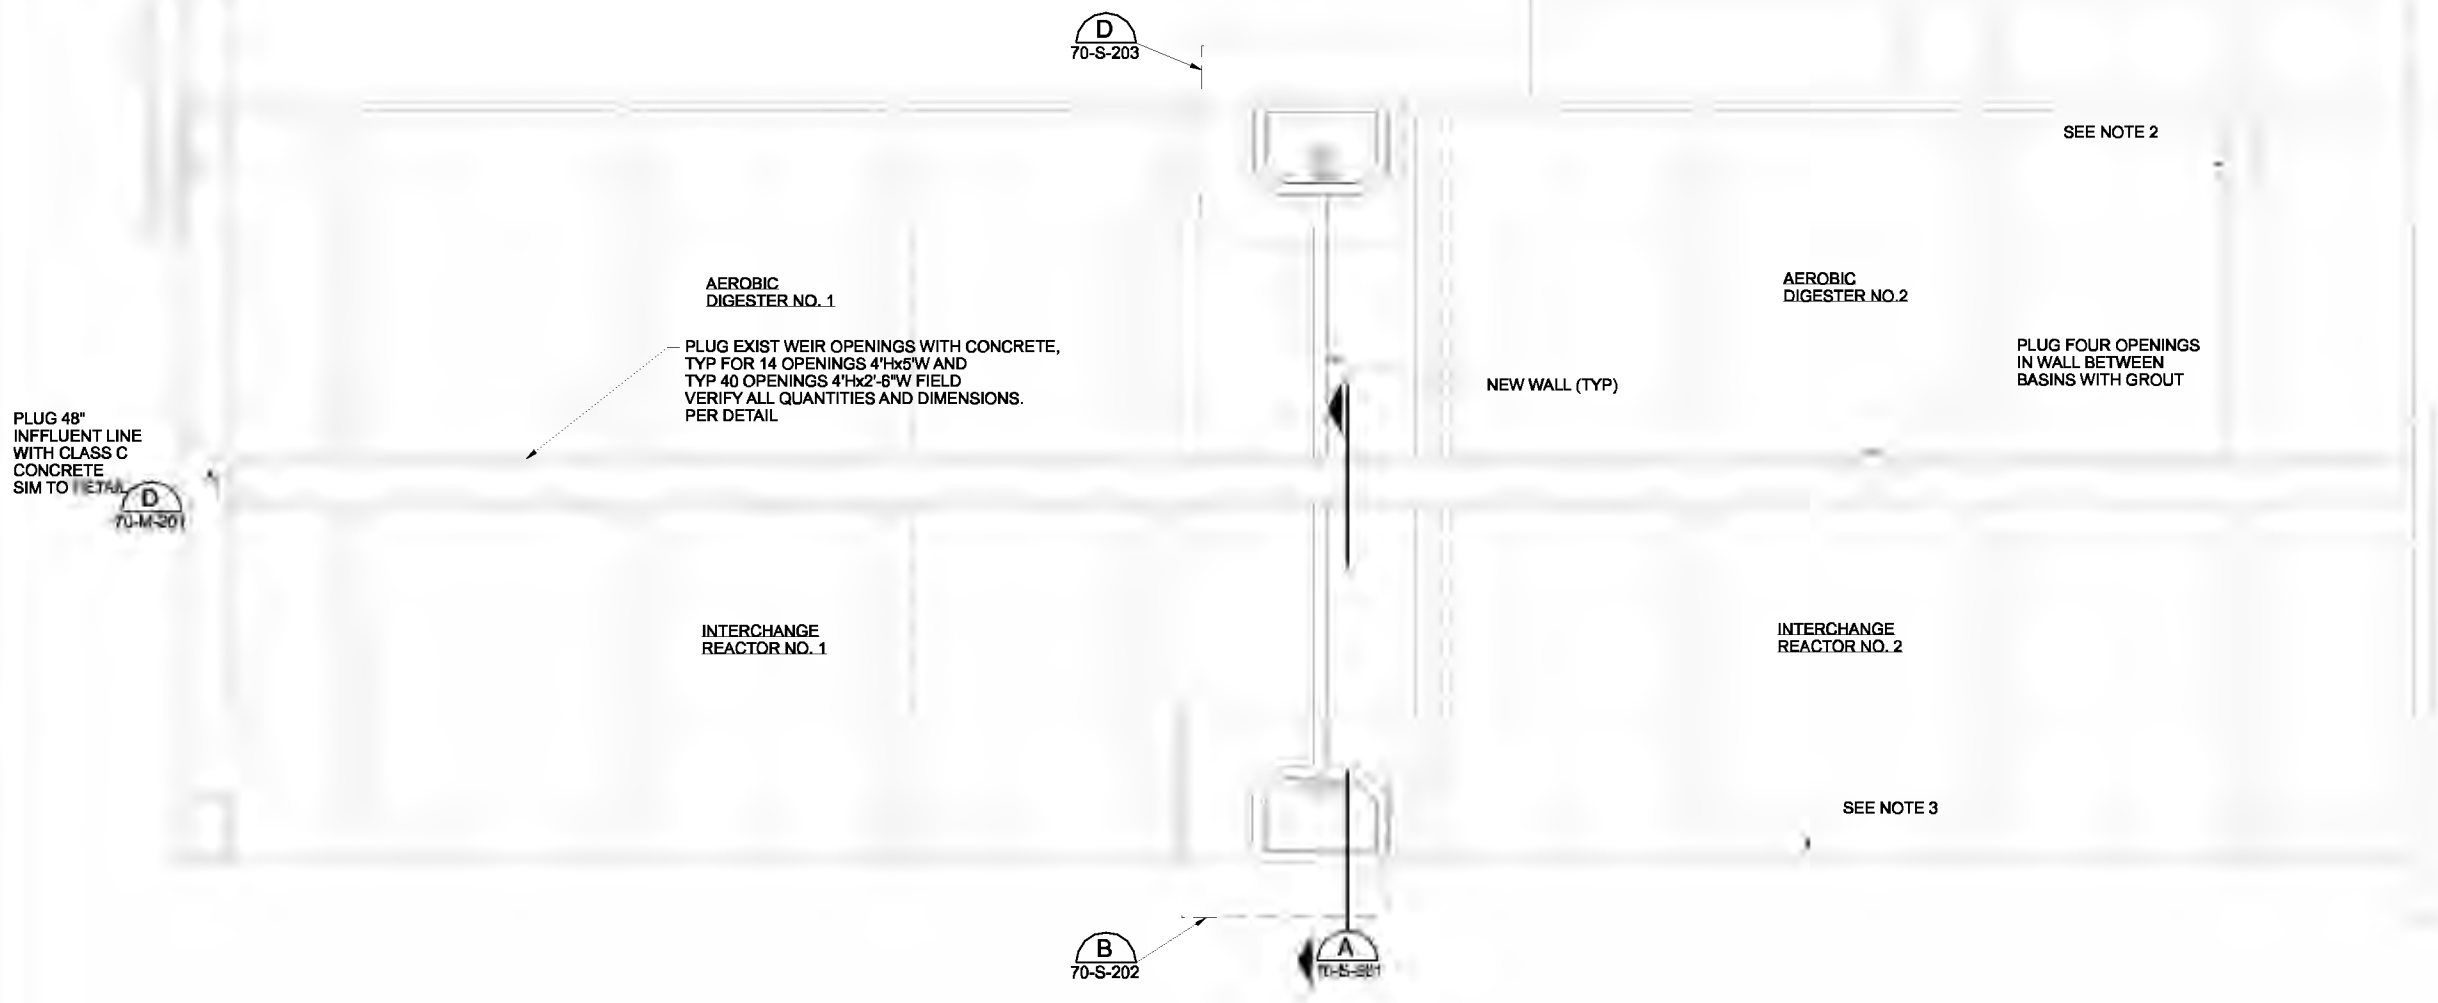 D
70-S-203
SEE NOTE 2
AEROBIC
DIGESTER NO. 1
AEROBIC
DIGESTER NO.2
PLUG EXIST WEIR OPENINGS WITH CONCRETE,
TYP FOR 14 OPENINGS 4'Hx5'W AND
TYP 40 OPENINGS 4'Hx2'-6"W FIELD
VERIFY ALL QUANTITIES AND DIMENSIONS.
PER DETAIL
PLUG FOUR OPENINGS
IN WALL BETWEEN
BASINS WITH GROUT
NEW WALL (TYP)
PLUG 48"
INFFLUENT LINE
WITH CLASS C
CONCRETE
SIM TO DETAIL
D
70-M-201
INTERCHANGE
REACTOR NO. 1
INTERCHANGE
REACTOR NO. 2
SEE NOTE 3
B
70-S-202
A